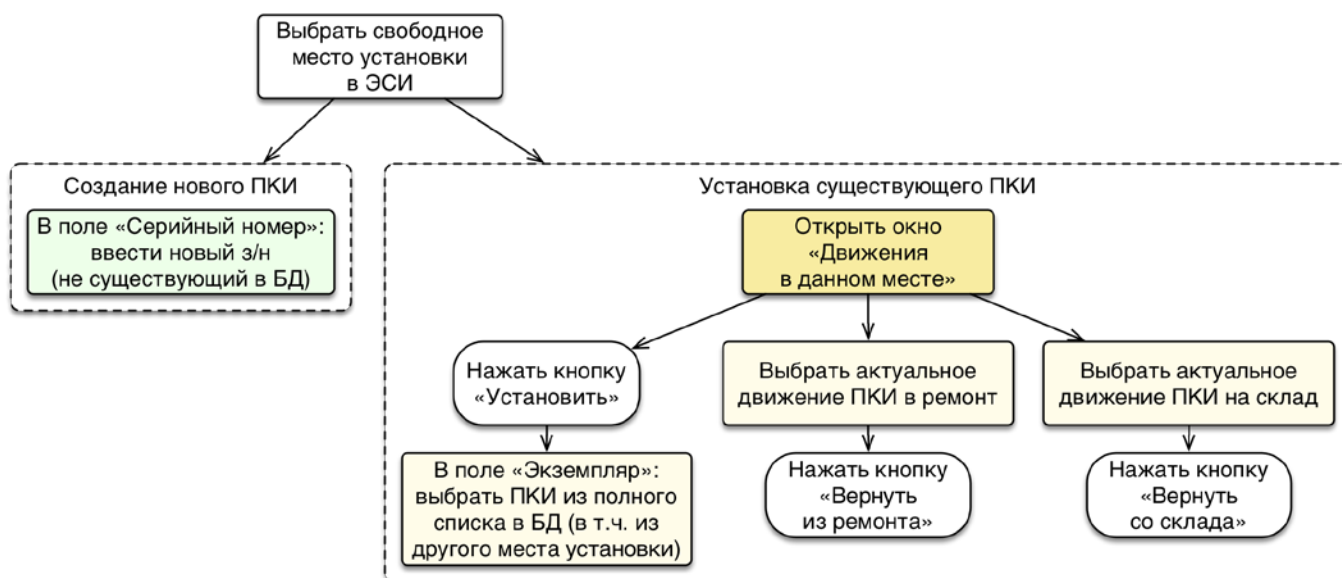 Выбрать свободное
место установки
в ЭСИ
Создание нового ПКИ
В поле «Серийный номер»:
ввести новый з/н
(не существующий в БД)
Установка существующего ПКИ
Открыть окно
«Движения
в данном месте»
Нажать кнопку
«Установить»
В поле «Экземпляр»:
выбрать ПКИ из полного
списка в БД (в т.ч. из
другого места установки)
Выбрать актуальное
движение ПКИ в ремонт
Нажать кнопку
«Вернуть
из ремонта»
Выбрать актуальное
движение ПКИ на склад
Нажать кнопку
«Вернуть
со склада»